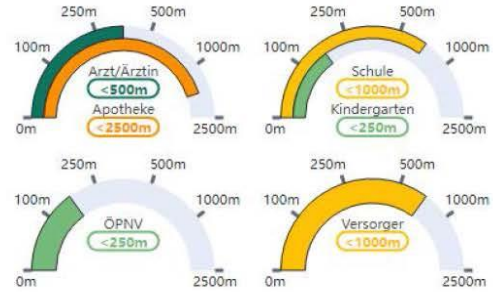 250m 500m
100m 1000m
Arzt/Ärztin
<500m
Apotheke
<2500m
0m 2500m
250m 500m
100m 1000m
Schule
<1000m
Kindergarten
<250m
0m 2500m
250m 500m
100m 1000m
ÖPNV
<250m
0m 2500m
250m 500m
100m 1000m
Versorger
<1000m
0m 2500m